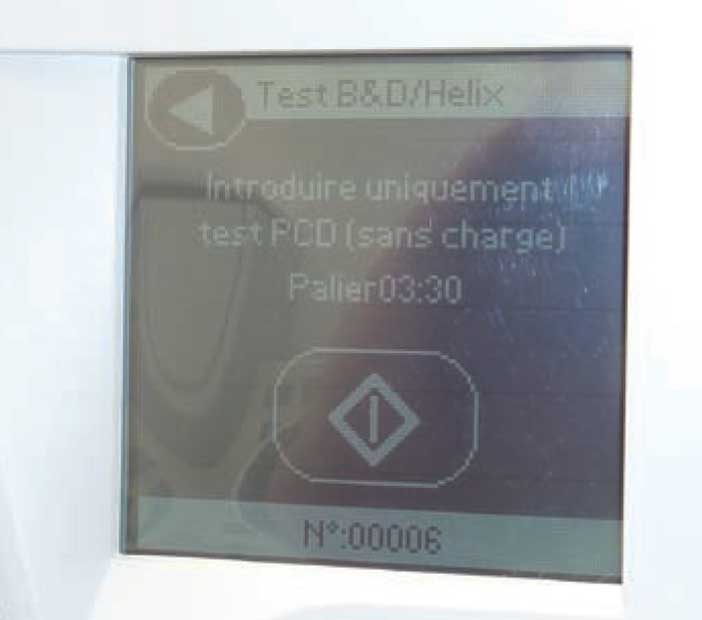 Test B&D/Helix
Introduire uniquement
test PCD (sans charge)
Palier03:30
N°:00006